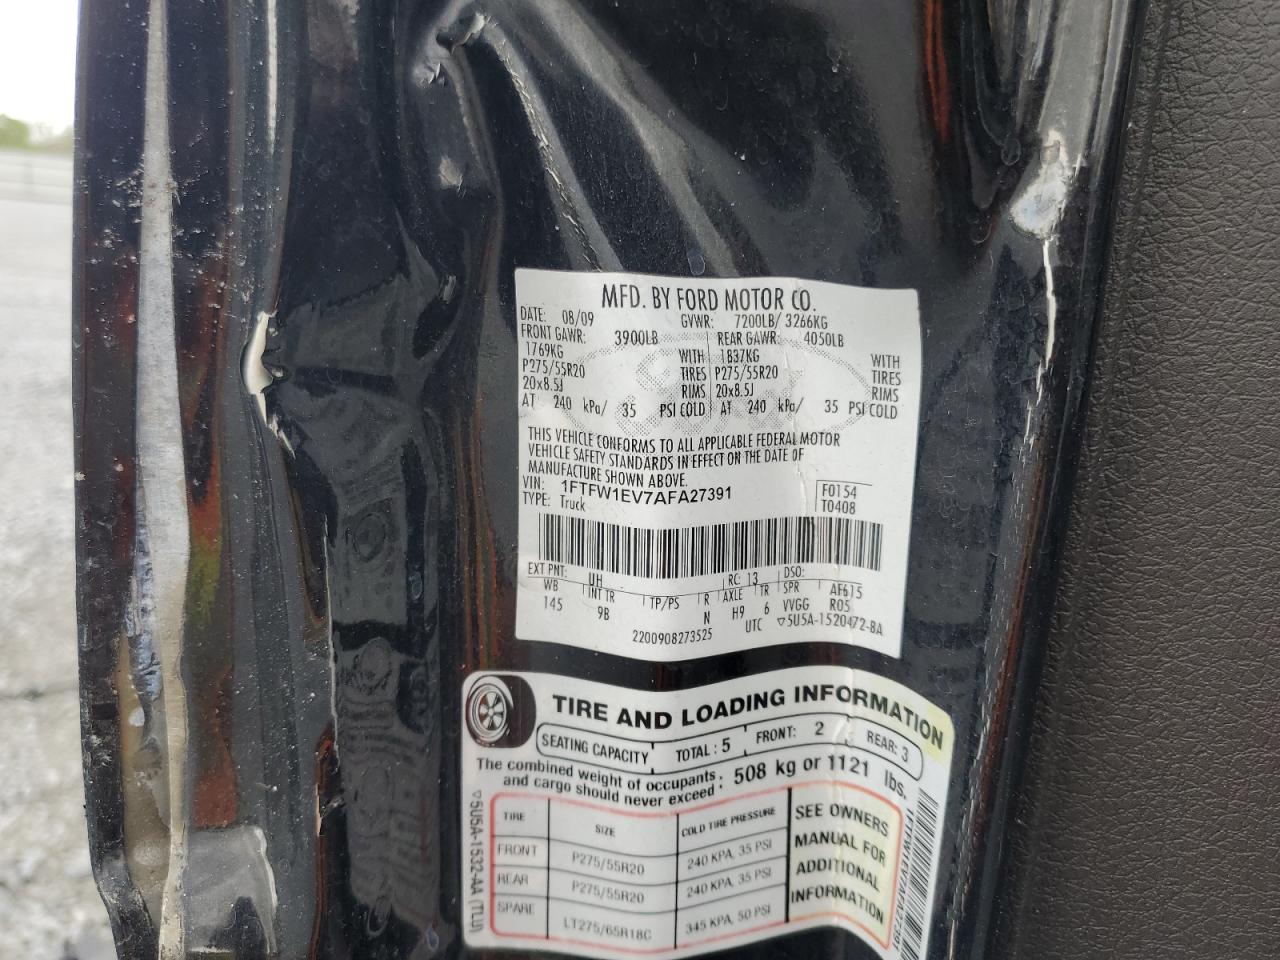 MFD. BY FORD MOTOR CO.
DATE: 08/09 GVWR: 7200LB/ 3266KG
FRONT GAWR: 3900LB REAR GAWR: 4050LB
1769KG WITH 1837KG WITH
P275/55R20 TIRES P275/55R20 TIRES
20x8.5J RIMS 20x8.5J RIMS
AT 240 kPa/ 35 PSI COLD AT 240 kPa/ 35 PSI COLD
THIS VEHICLE CONFORMS TO ALL APPLICABLE FEDERAL MOTOR
VEHICLE SAFETY STANDARDS IN EFFECT ON THE DATE OF
MANUFACTURE SHOWN ABOVE.
VIN: 1FTFW1EV7AFA27391 F0154
TYPE: Truck T0408
EXT PNT: UH RC: 13 DSO:
WB INT TR TP/PS R AXLE TR SPR AF615
145 9B N H9 6 VVGG R05
2200908273525 UTC ▽5U5A-1520472-BA
TIRE AND LOADING INFORMATION
SEATING CAPACITY TOTAL: 5 FRONT: 2 REAR: 3
The combined weight of occupants and cargo should never exceed: 508 kg or 1121 lbs.
TIRE SIZE COLD TIRE PRESSURE
FRONT P275/55R20 240 KPA, 35 PSI
REAR P275/55R20 240 KPA, 35 PSI
SPARE LT275/65R18C 345 KPA, 50 PSI
SEE OWNERS
MANUAL FOR
ADDITIONAL
INFORMATION
▽5U5A-1532-AA (TLU)
1FTFW1EV7AFA27391